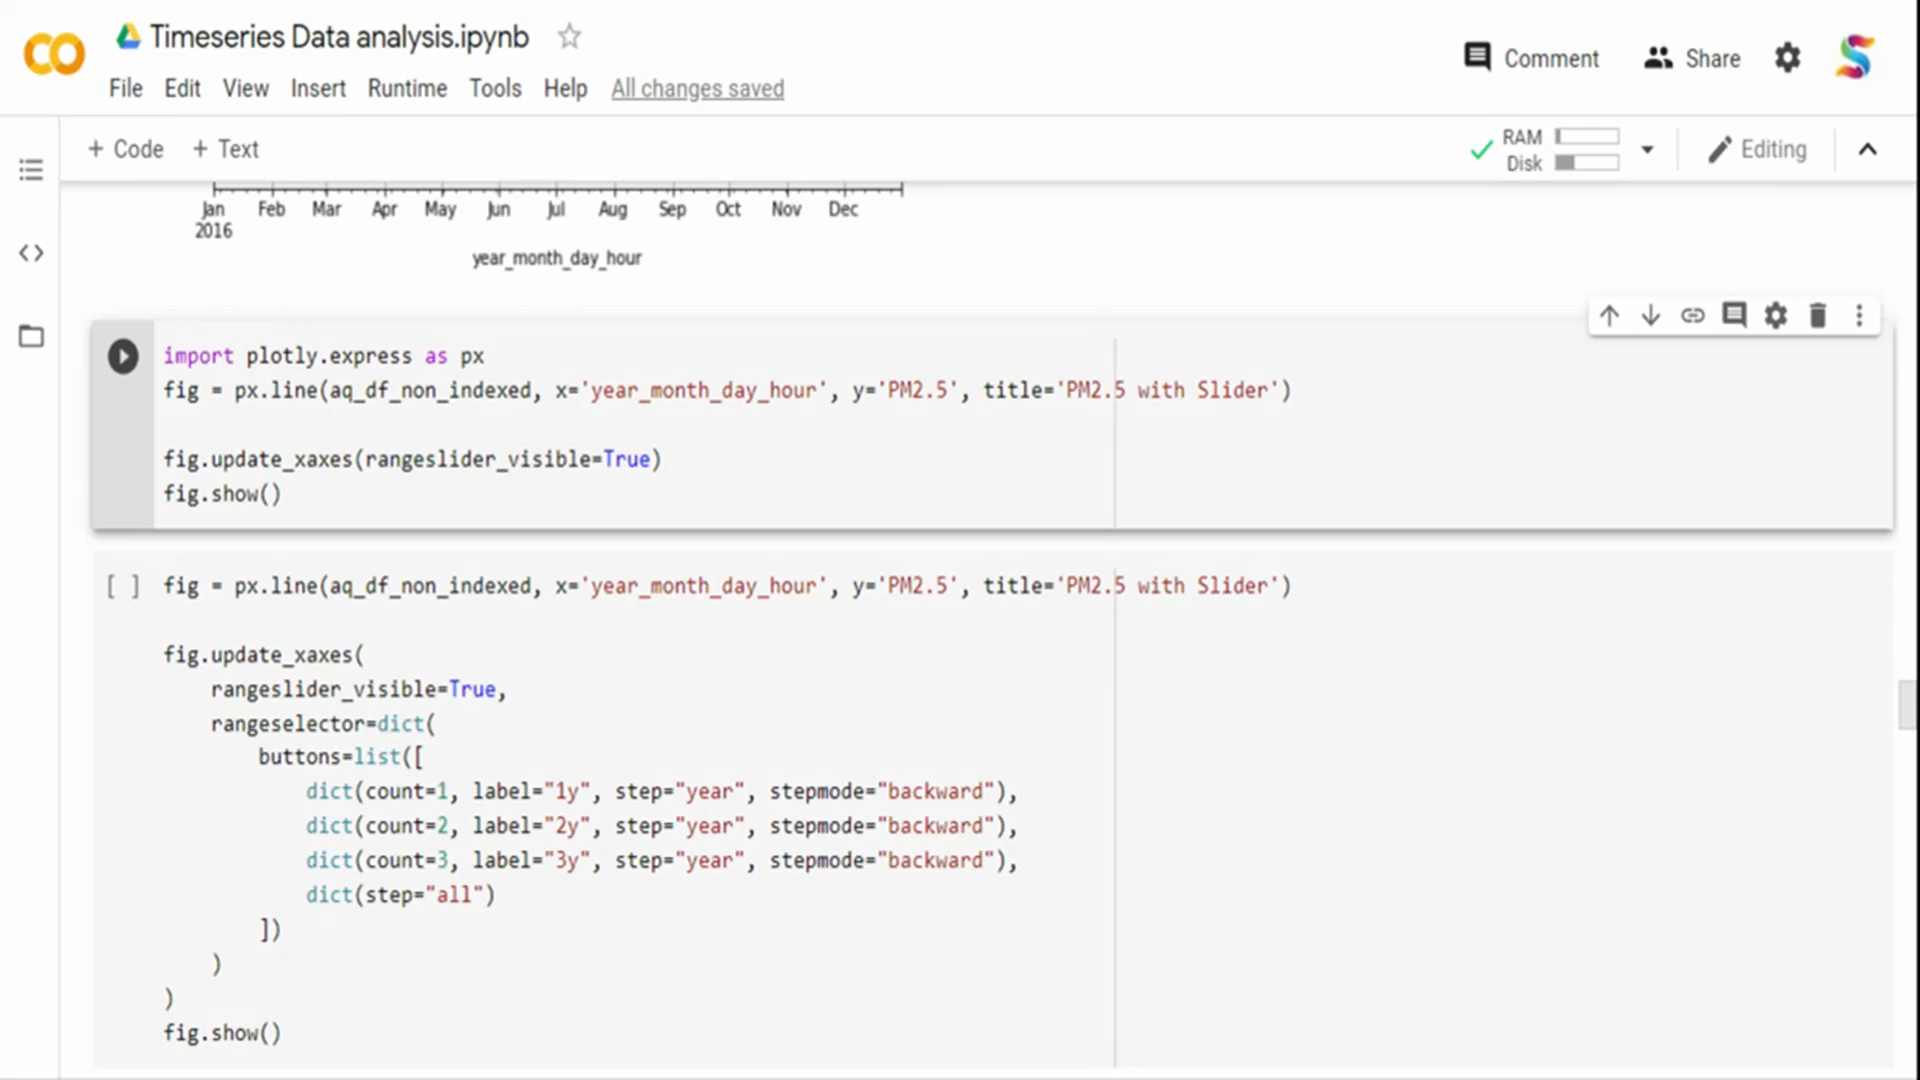 Timeseries Data analysis.ipynb
Comment
Share
File Edit View Insert Runtime Tools Help All changes saved
+ Code + Text
RAM
Disk
Editing
Jan Feb Mar Apr May Jun Jul Aug Sep Oct Nov Dec
2016
year_month_day_hour
import plotly.express as px
fig = px.line(aq_df_non_indexed, x='year_month_day_hour', y='PM2.5', title='PM2.5 with Slider')
fig.update_xaxes(rangeslider_visible=True)
fig.show()
[ ] fig = px.line(aq_df_non_indexed, x='year_month_day_hour', y='PM2.5', title='PM2.5 with Slider')
fig.update_xaxes(
rangeslider_visible=True,
rangeselector=dict(
buttons=list([
dict(count=1, label="1y", step="year", stepmode="backward"),
dict(count=2, label="2y", step="year", stepmode="backward"),
dict(count=3, label="3y", step="year", stepmode="backward"),
dict(step="all")
])
)
)
fig.show()